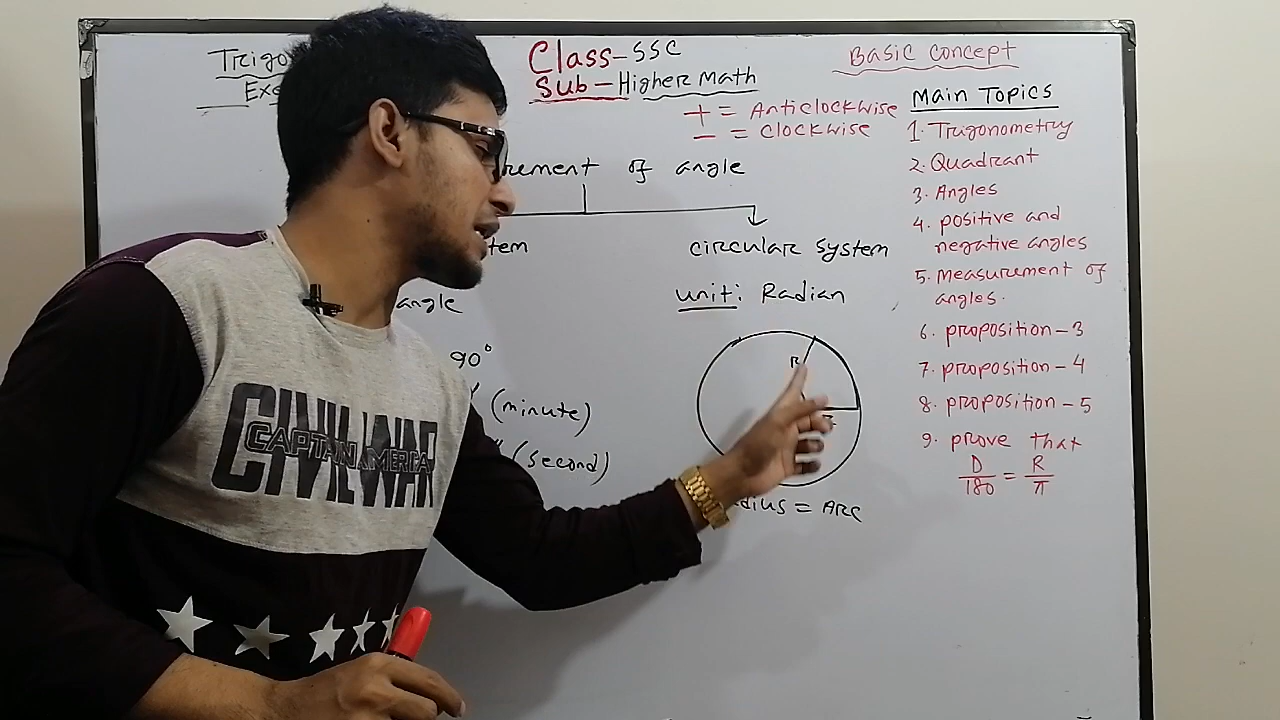 Class-SSC
Sub-Higher Math
Basic Concept
+ = Anticlockwise
- = Clockwise
of angle
circular system
angle
unit: Radian
90°
(minute)
(second)
R
= ARC
Main Topics
1. Trigonometry
2. Quadrant
3. Angles
4. positive and
negative angles
5. Measurement of
angles.
6. proposition-3
7. proposition-4
8. proposition-5
9. prove that
D/180 = R/π
CIVIL WAR
CAPTAIN AMERICA